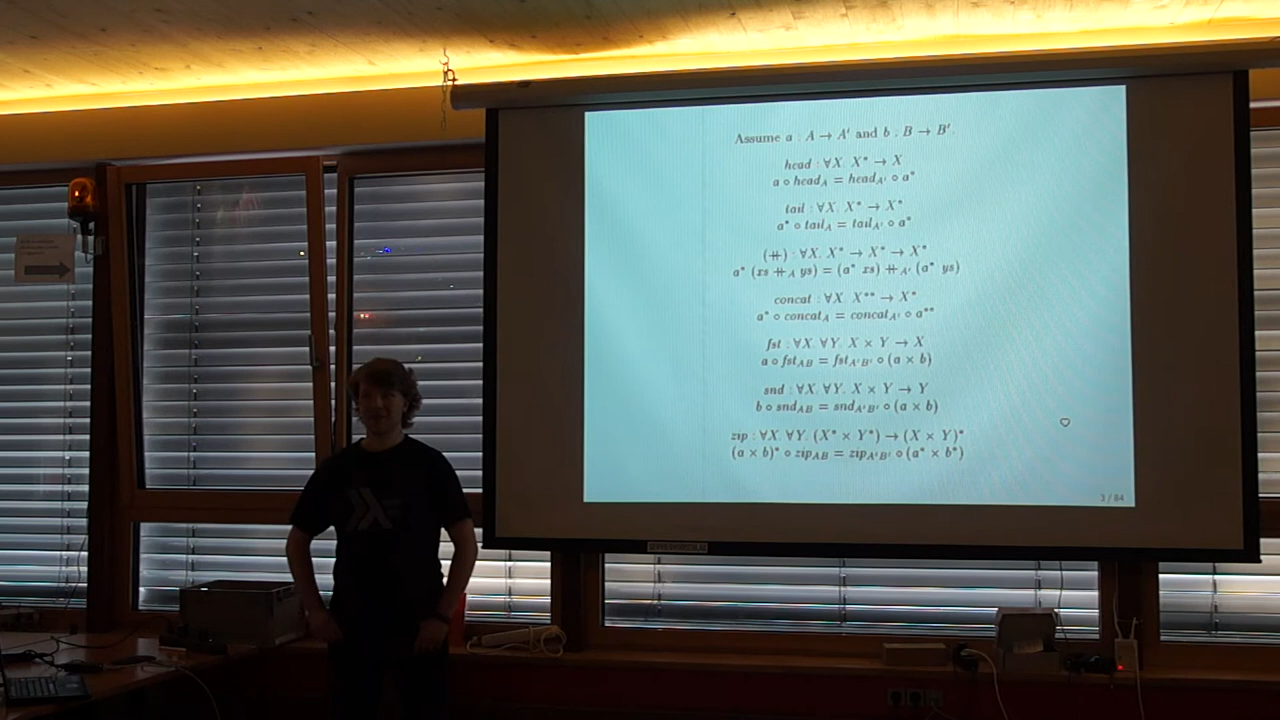 Assume a : A → A′ and b : B → B′.
head : ∀X. X* → X
a ∘ head_A = head_A′ ∘ a*
tail : ∀X. X* → X*
a* ∘ tail_A = tail_A′ ∘ a*
(⧺) : ∀X. X* → X* → X*
a* (xs ⧺_A ys) = (a* xs) ⧺_A′ (a* ys)
concat : ∀X. X** → X*
a* ∘ concat_A = concat_A′ ∘ a**
fst : ∀X. ∀Y. X × Y → X
a ∘ fst_AB = fst_A′B′ ∘ (a × b)
snd : ∀X. ∀Y. X × Y → Y
b ∘ snd_AB = snd_A′B′ ∘ (a × b)
zip : ∀X. ∀Y. (X* × Y*) → (X × Y)*
(a × b)* ∘ zip_AB = zip_A′B′ ∘ (a* × b*)
3 / 84